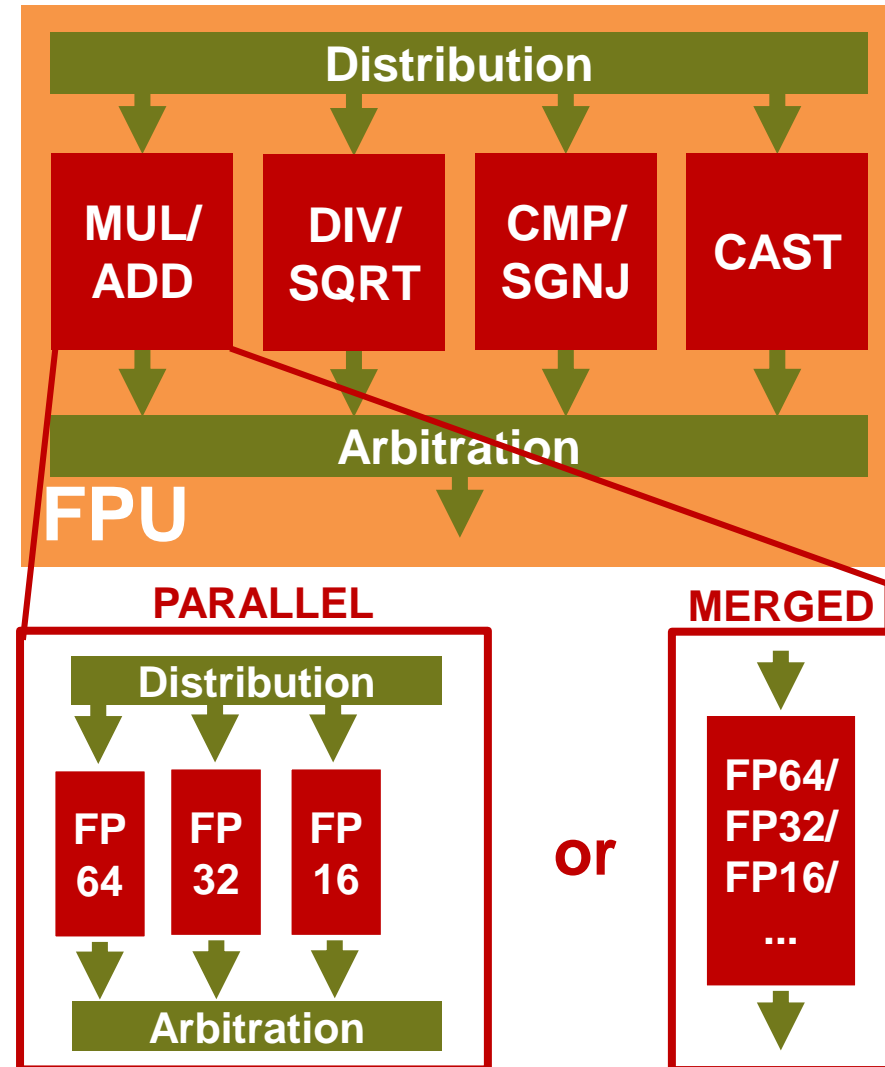 Distribution
MUL/
ADD
DIV/
SQRT
CMP/
SGNJ
CAST
Arbitration
FPU
PARALLEL
MERGED
Distribution
FP
64
FP
32
FP
16
Arbitration
or
FP64/
FP32/
FP16/
...